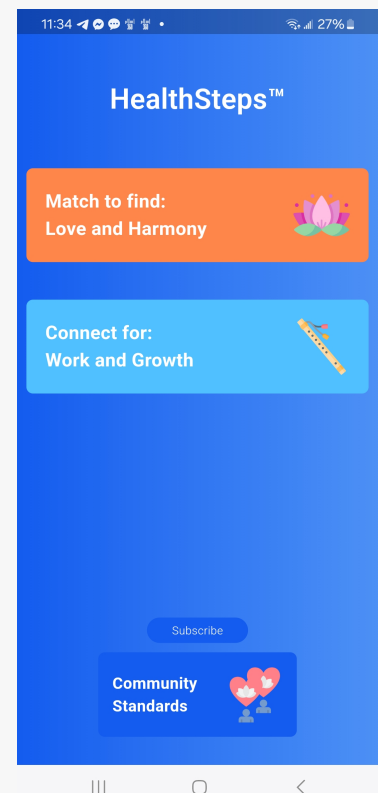 11:34
27%
HealthSteps™
Match to find:
Love and Harmony
Connect for:
Work and Growth
Subscribe
Community
Standards